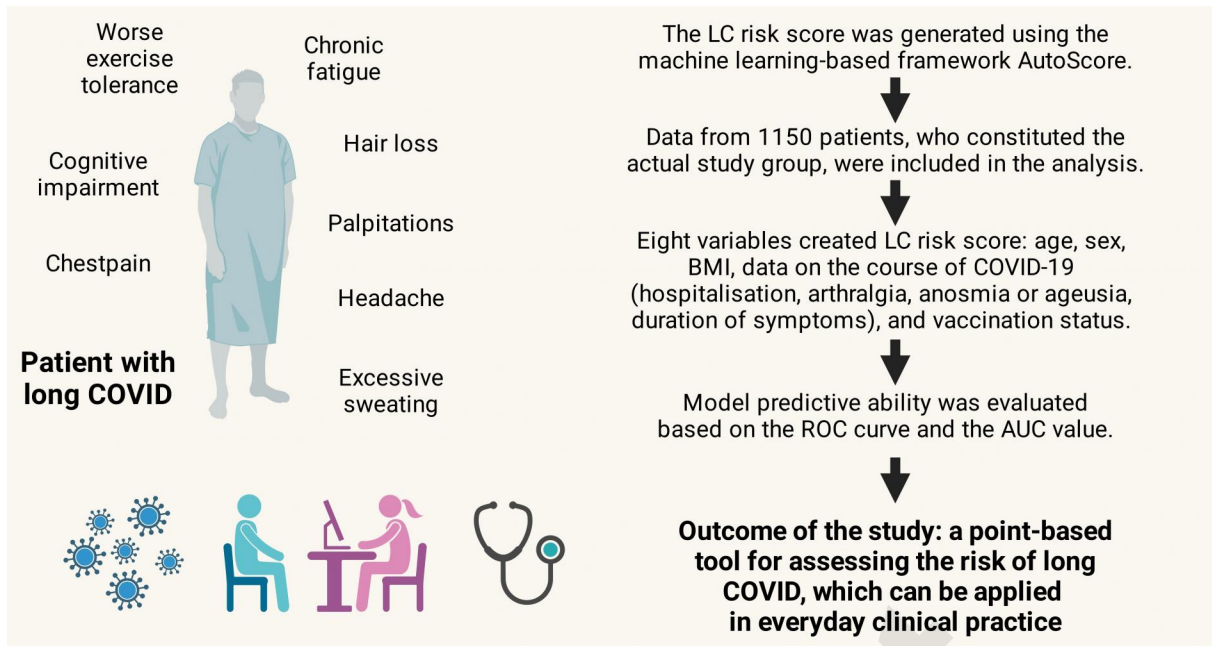 Worse
exercise
tolerance
Chronic
fatigue
Hair loss
Cognitive
impairment
Palpitations
Chestpain
Headache
Patient with
long COVID
Excessive
sweating
The LC risk score was generated using the
machine learning-based framework AutoScore.
Data from 1150 patients, who constituted the
actual study group, were included in the analysis.
Eight variables created LC risk score: age, sex,
BMI, data on the course of COVID-19
(hospitalisation, arthralgia, anosmia or ageusia,
duration of symptoms), and vaccination status.
Model predictive ability was evaluated
based on the ROC curve and the AUC value.
Outcome of the study: a point-based
tool for assessing the risk of long
COVID, which can be applied
in everyday clinical practice